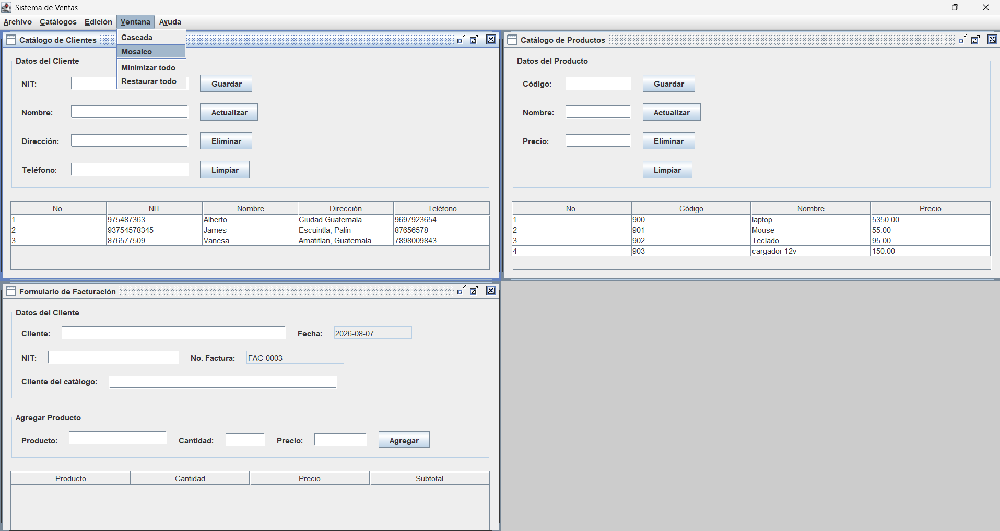 Sistema de Ventas
Archivo Catálogos Edición Ventana Ayuda
Cascada
Mosaico
Minimizar todo
Restaurar todo
Catálogo de Clientes
Datos del Cliente
NIT: Guardar
Nombre: Actualizar
Dirección: Eliminar
Teléfono: Limpiar
No. NIT Nombre Dirección Teléfono
1 975487363 Alberto Ciudad Guatemala 9697923654
2 93754578345 James Escuintla, Palín 87656578
3 876577509 Vanesa Amatitlan, Guatemala 7898009843
Catálogo de Productos
Datos del Producto
Código: Guardar
Nombre: Actualizar
Precio: Eliminar
Limpiar
No. Código Nombre Precio
1 900 laptop 5350.00
2 901 Mouse 55.00
3 902 Teclado 95.00
4 903 cargador 12v 150.00
Formulario de Facturación
Datos del Cliente
Cliente: Fecha: 2026-08-07
NIT: No. Factura: FAC-0003
Cliente del catálogo:
Agregar Producto
Producto: Cantidad: Precio: Agregar
Producto Cantidad Precio Subtotal